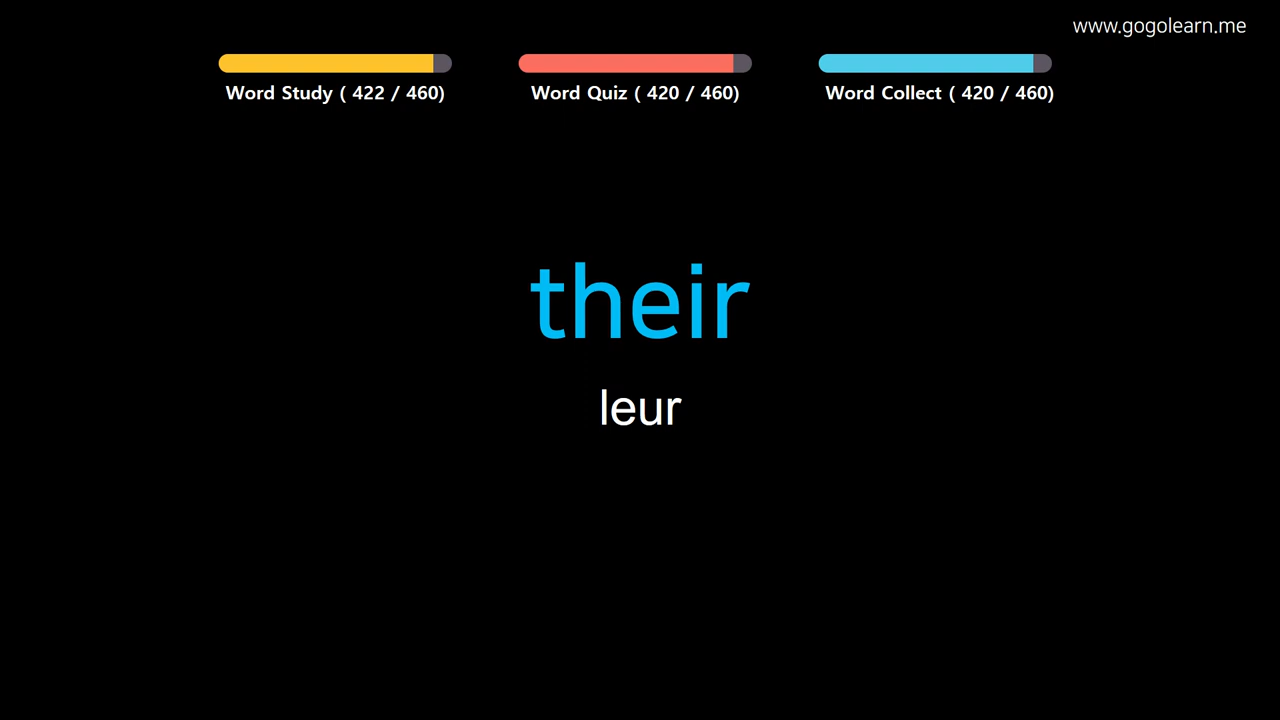 www.gogolearn.me
Word Study ( 422 / 460)
Word Quiz ( 420 / 460)
Word Collect ( 420 / 460)
their
leur